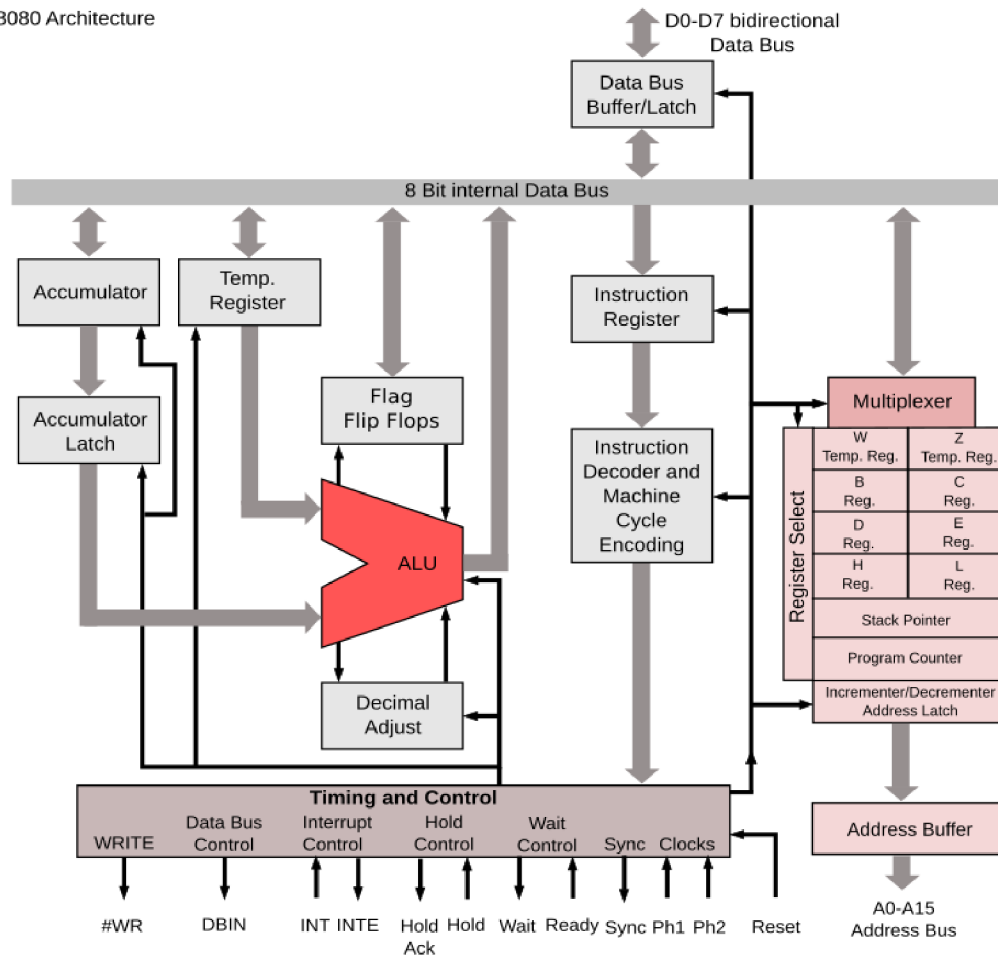 8080 Architecture
D0-D7 bidirectional
Data Bus
Data Bus
Buffer/Latch
8 Bit internal Data Bus
Accumulator
Temp.
Register
Instruction
Register
Flag
Flip Flops
Multiplexer
Accumulator
Latch
Instruction
Decoder and
Machine
Cycle
Encoding
Register Select
W
Temp. Reg.
Z
Temp. Reg.
B
Reg.
C
Reg.
D
Reg.
E
Reg.
H
Reg.
L
Reg.
ALU
Stack Pointer
Program Counter
Incrementer/Decrementer
Address Latch
Decimal
Adjust
Timing and Control
WRITE
Data Bus
Control
Interrupt
Control
Hold
Control
Wait
Control
Sync
Clocks
Address Buffer
#WR
DBIN
INT
INTE
Hold
Ack
Hold
Wait
Ready
Sync
Ph1
Ph2
Reset
A0-A15
Address Bus